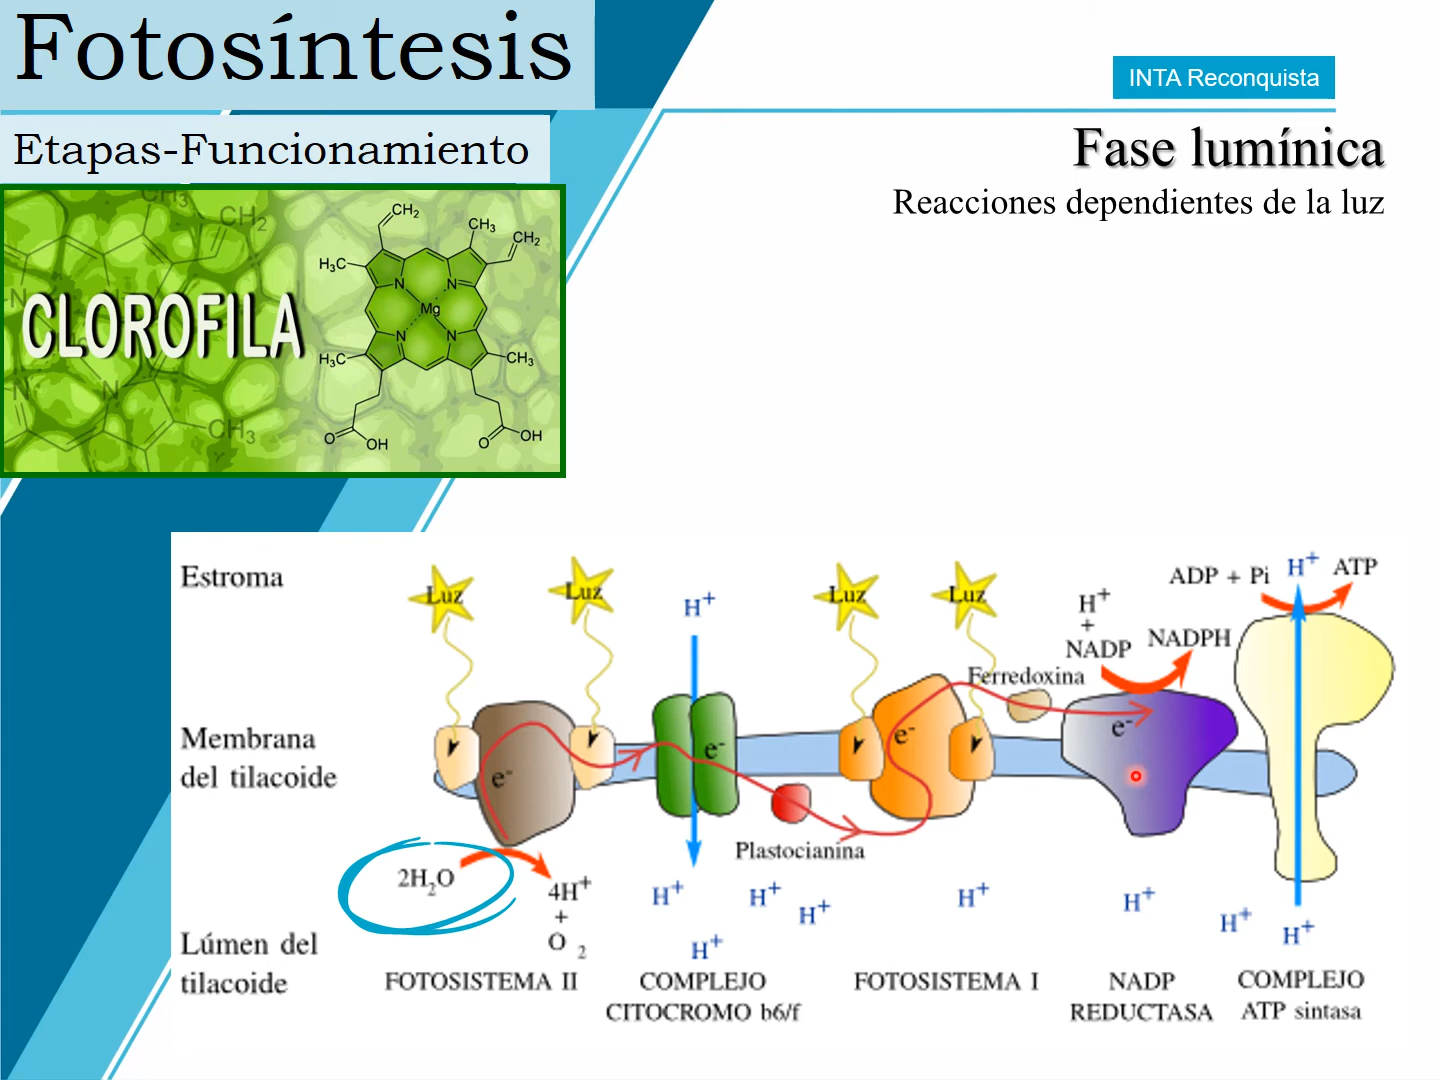 Fotosíntesis
INTA Reconquista
Etapas-Funcionamiento
Fase lumínica
Reacciones dependientes de la luz
CLOROFILA
CH3
CH2
N
N
N
CH3
CH2
CH3
CH2
H3C
N
N
Mg
N
N
H3C
CH3
O
OH
O
OH
Estroma
Luz
Luz
H+
Luz
Luz
H+
+
NADP
NADPH
ADP + Pi
H+
ATP
Ferredoxina
Membrana
del tilacoide
e-
e-
e-
e-
Plastocianina
2H2O
4H+
+
O 2
H+
H+
H+
H+
H+
H+
H+
H+
Lúmen del
tilacoide
FOTOSISTEMA II
COMPLEJO
CITOCROMO b6/f
FOTOSISTEMA I
NADP
REDUCTASA
COMPLEJO
ATP sintasa